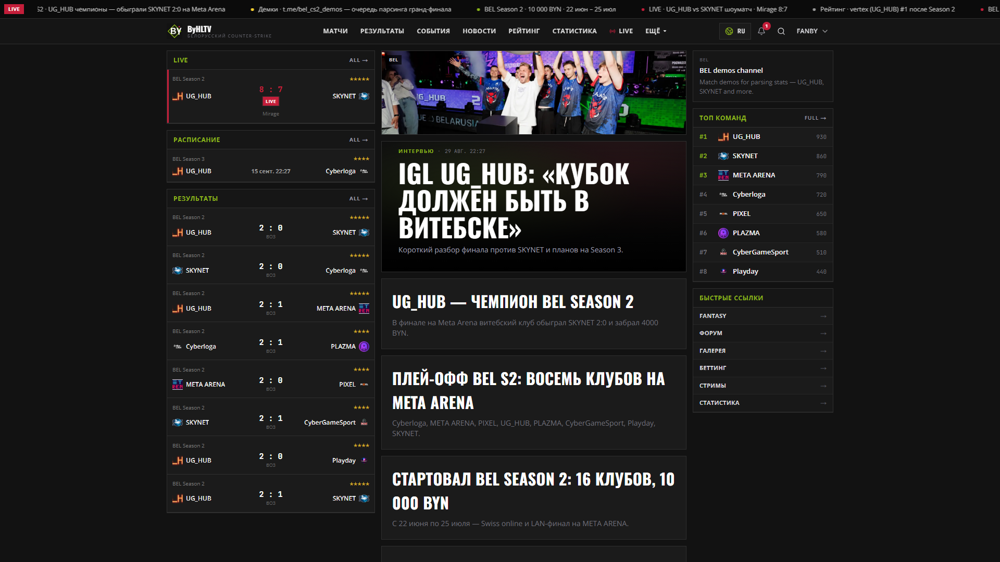 LIVE
S2 · UG_HUB чемпионы — обыграли SKYNET 2:0 на Meta Arena
Демки · t.me/bel_cs2_demos — очередь парсинга гранд-финала
BEL Season 2 · 10 000 BYN · 22 июн – 25 июл
LIVE · UG_HUB vs SKYNET шоуматч · Mirage 8:7
Рейтинг · vertex (UG_HUB) #1 после Season 2
BEL
BY
ByHLTV
БЕЛОРУССКИЙ COUNTER-STRIKE
МАТЧИ
РЕЗУЛЬТАТЫ
СОБЫТИЯ
НОВОСТИ
РЕЙТИНГ
СТАТИСТИКА
LIVE
ЕЩЁ
RU
1
FANBY
LIVE
ALL →
BEL Season 2
★★★★★
UG_HUB
8 : 7
SKYNET
LIVE
Mirage
РАСПИСАНИЕ
ALL →
BEL Season 3
★★★★
UG_HUB
15 сент. 22:27
Cyberloga
РЕЗУЛЬТАТЫ
ALL →
BEL Season 2
★★★★★
UG_HUB
2 : 0
SKYNET
BO3
BEL Season 2
★★★★★
SKYNET
2 : 0
Cyberloga
BO3
BEL Season 2
★★★★★
UG_HUB
2 : 1
META ARENA
BO3
BEL Season 2
★★★★
Cyberloga
2 : 1
PLAZMA
BO3
BEL Season 2
★★★★
META ARENA
2 : 0
PIXEL
BO3
BEL Season 2
★★★★
SKYNET
2 : 1
CyberGameSport
BO3
BEL Season 2
★★★★
UG_HUB
2 : 0
Playday
BO3
BEL Season 2
★★★★★
UG_HUB
2 : 1
SKYNET
BO3
BEL
UG_HUB
2
BELARUSIA
ИНТЕРВЬЮ · 29 АВГ. 22:27
IGL UG_HUB: «КУБОК
ДОЛЖЕН БЫТЬ В
ВИТЕБСКЕ»
Короткий разбор финала против SKYNET и планов на Season 3.
UG_HUB — ЧЕМПИОН BEL SEASON 2
В финале на Meta Arena витебский клуб обыграл SKYNET 2:0 и забрал 4000
BYN.
ПЛЕЙ-ОФФ BEL S2: ВОСЕМЬ КЛУБОВ НА
META ARENA
Cyberloga, META ARENA, PIXEL, UG_HUB, PLAZMA, CyberGameSport, Playday,
SKYNET.
СТАРТОВАЛ BEL SEASON 2: 16 КЛУБОВ, 10
000 BYN
С 22 июня по 25 июля — Swiss online и LAN-финал на META ARENA.
BEL
BEL demos channel
Match demos for parsing stats — UG_HUB,
SKYNET and more.
ТОП КОМАНД
FULL →
#1 UG_HUB 930
#2 SKYNET 860
#3 META ARENA 790
#4 Cyberloga 720
#5 PIXEL 650
#6 PLAZMA 580
#7 CyberGameSport 510
#8 Playday 440
БЫСТРЫЕ ССЫЛКИ
FANTASY →
ФОРУМ →
ГАЛЕРЕЯ →
БЕТТИНГ →
СТРИМЫ →
СТАТИСТИКА →